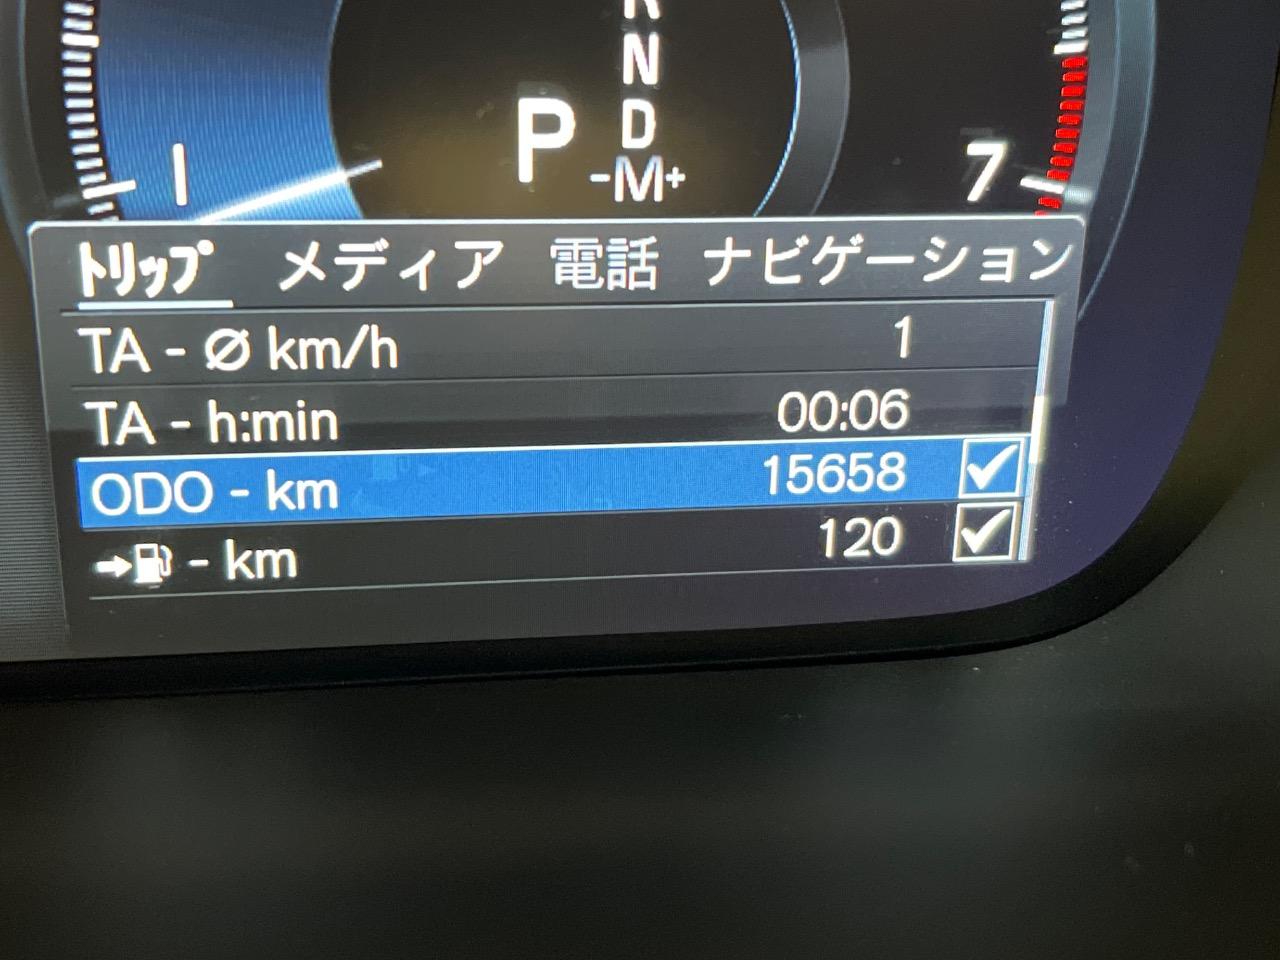 R
N
P D
-M+
1
7
トリップ メディア 電話 ナビゲーション
TA - Ø km/h 1
TA - h:min 00:06
ODO - km 15658
- km 120